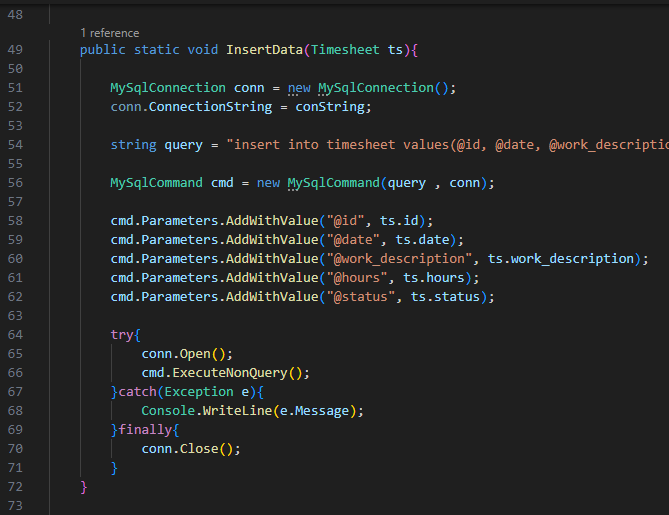 48
1 reference
49 public static void InsertData(Timesheet ts){
50
51 MySqlConnection conn = new MySqlConnection();
52 conn.ConnectionString = conString;
53
54 string query = "insert into timesheet values(@id, @date, @work_descriptio
55
56 MySqlCommand cmd = new MySqlCommand(query , conn);
57
58 cmd.Parameters.AddWithValue("@id", ts.id);
59 cmd.Parameters.AddWithValue("@date", ts.date);
60 cmd.Parameters.AddWithValue("@work_description", ts.work_description);
61 cmd.Parameters.AddWithValue("@hours", ts.hours);
62 cmd.Parameters.AddWithValue("@status", ts.status);
63
64 try{
65 conn.Open();
66 cmd.ExecuteNonQuery();
67 }catch(Exception e){
68 Console.WriteLine(e.Message);
69 }finally{
70 conn.Close();
71 }
72 }
73